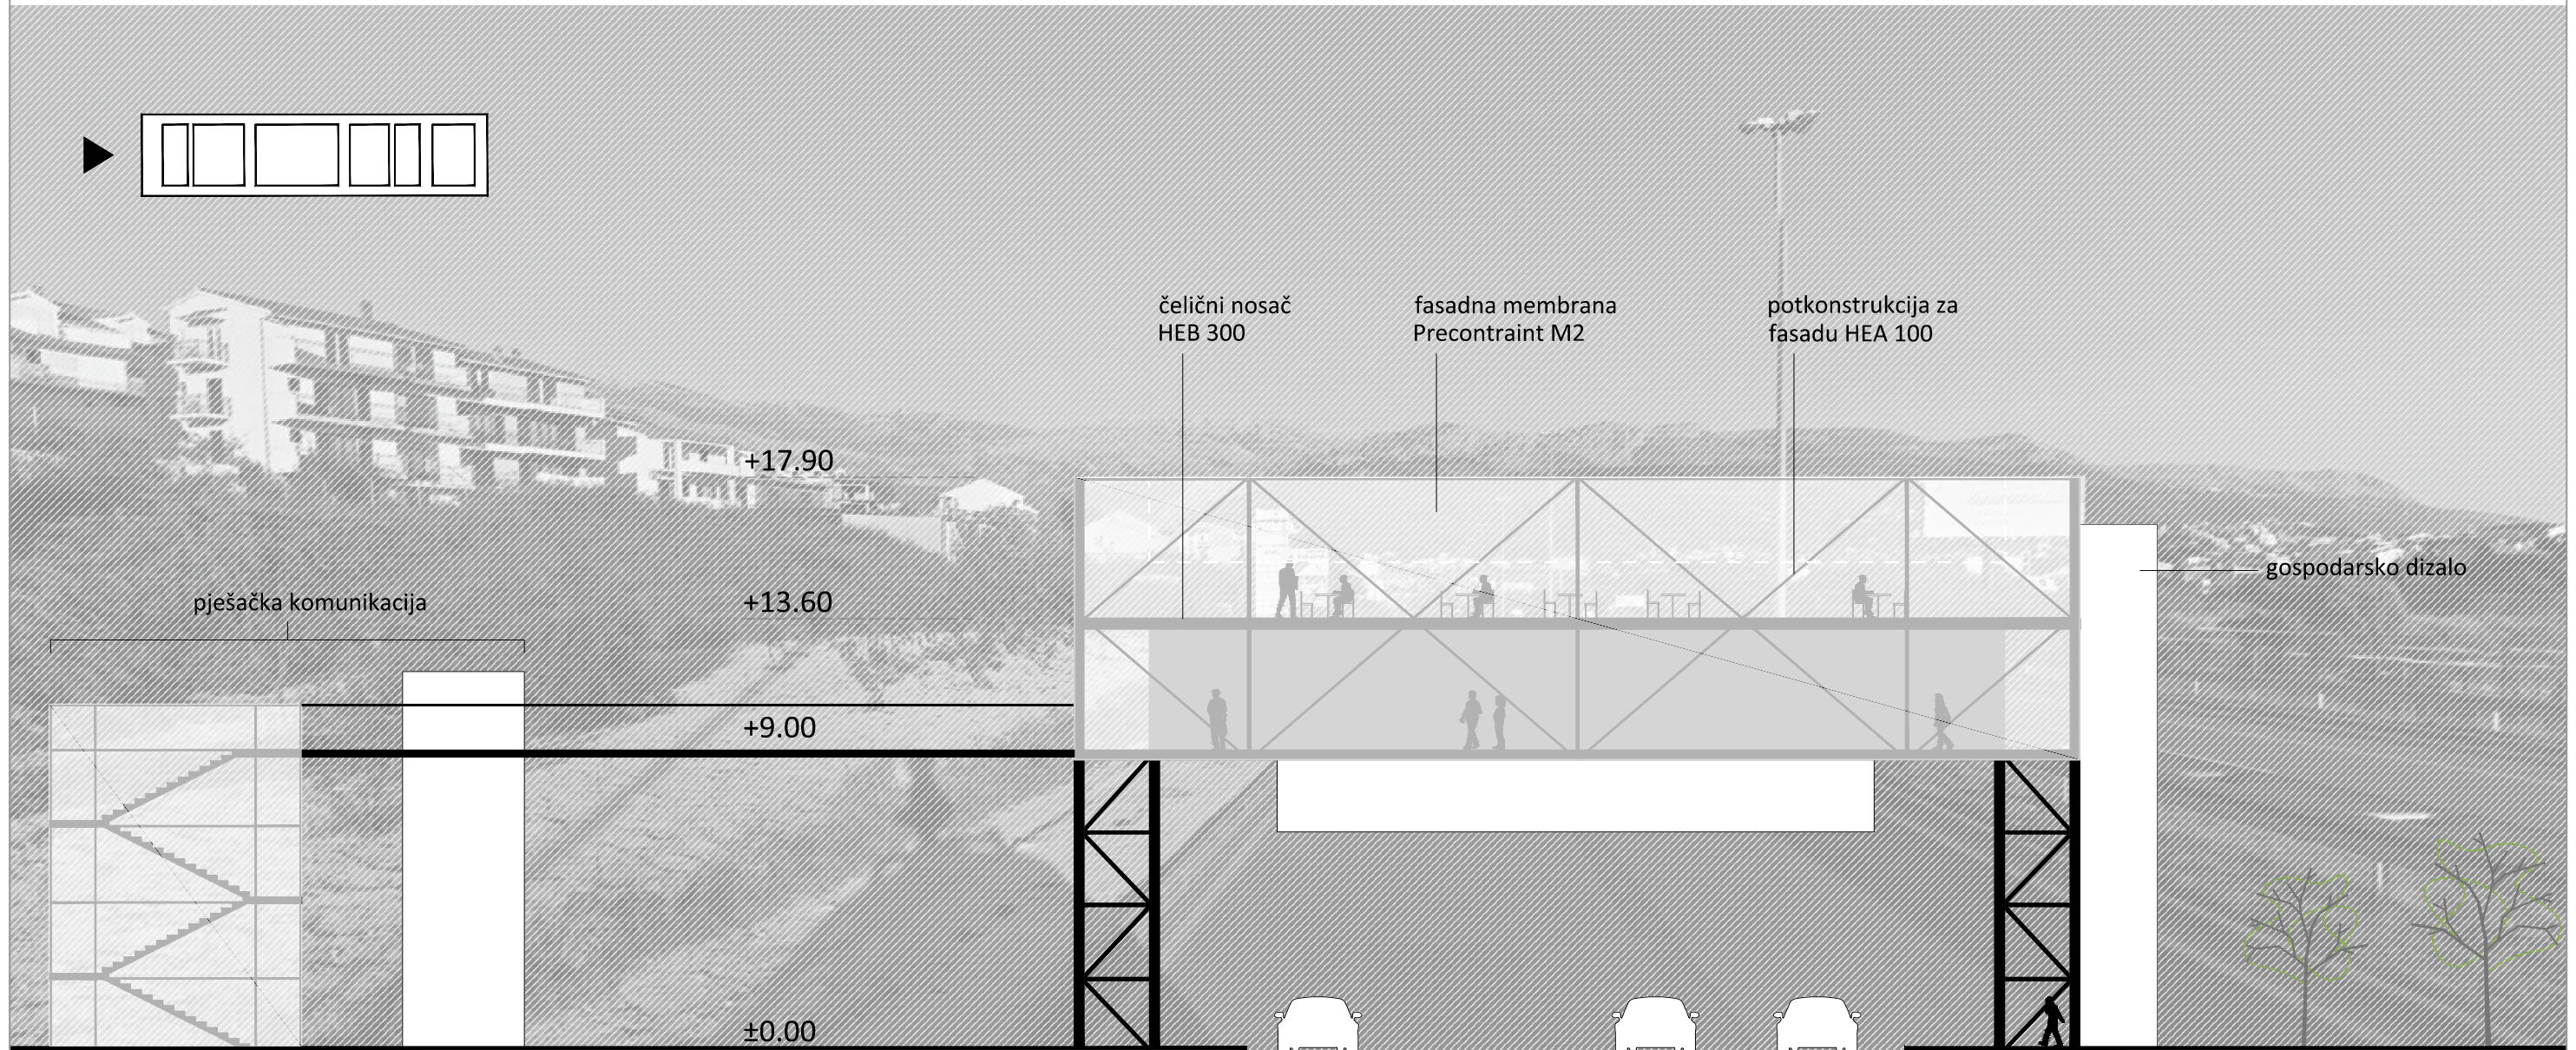 čelični nosač
HEB 300
fasadna membrana
Precontraint M2
potkonstrukcija za
fasadu HEA 100
+17.90
gospodarsko dizalo
pješačka komunikacija
+13.60
+9.00
±0.00